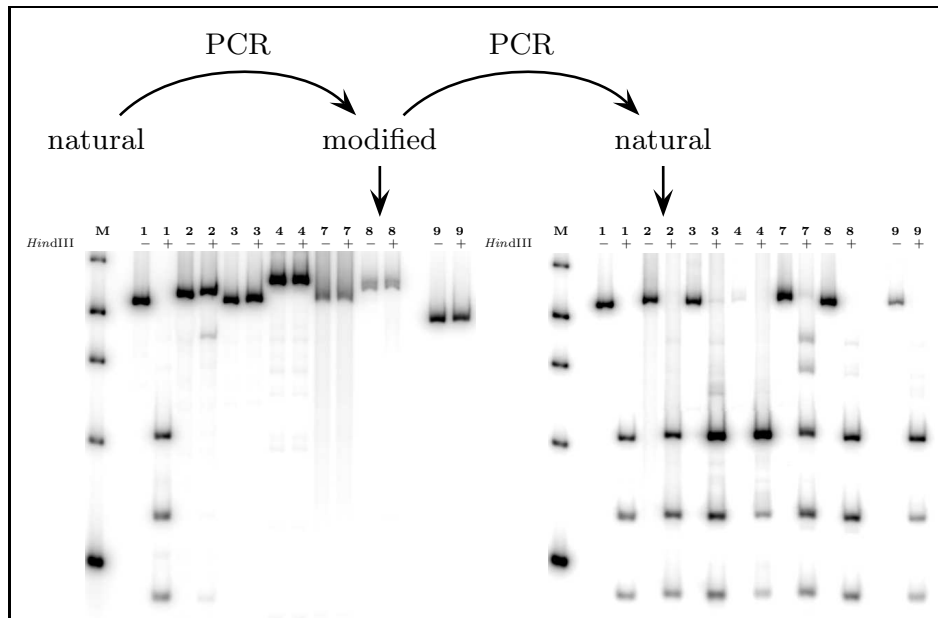 PCR PCR
natural modified natural
M 1 1 2 2 3 3 4 4 7 7 8 8 9 9 M 1 1 2 2 3 3 4 4 7 7 8 8 9 9
HindIII − + − + − + − + − + − + − + HindIII − + − + − + − + − + − + − +